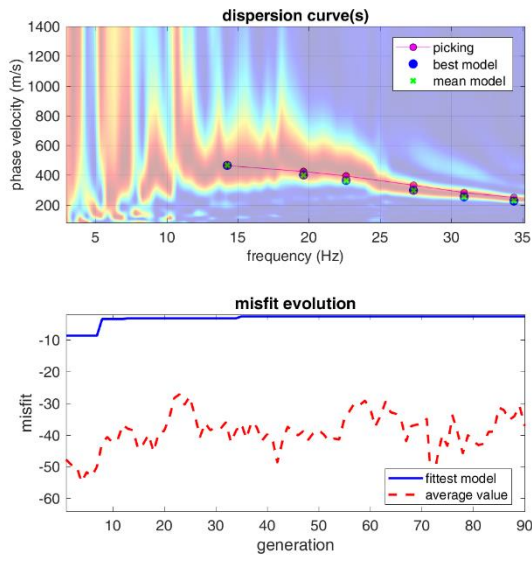 dispersion curve(s)
1400
1200
1000
800
600
400
200
phase velocity (m/s)
picking
best model
mean model
5 10 15 20 25 30 35
frequency (Hz)
misfit evolution
-10
-20
-30
-40
-50
-60
misfit
fittest model
average value
10 20 30 40 50 60 70 80 90
generation